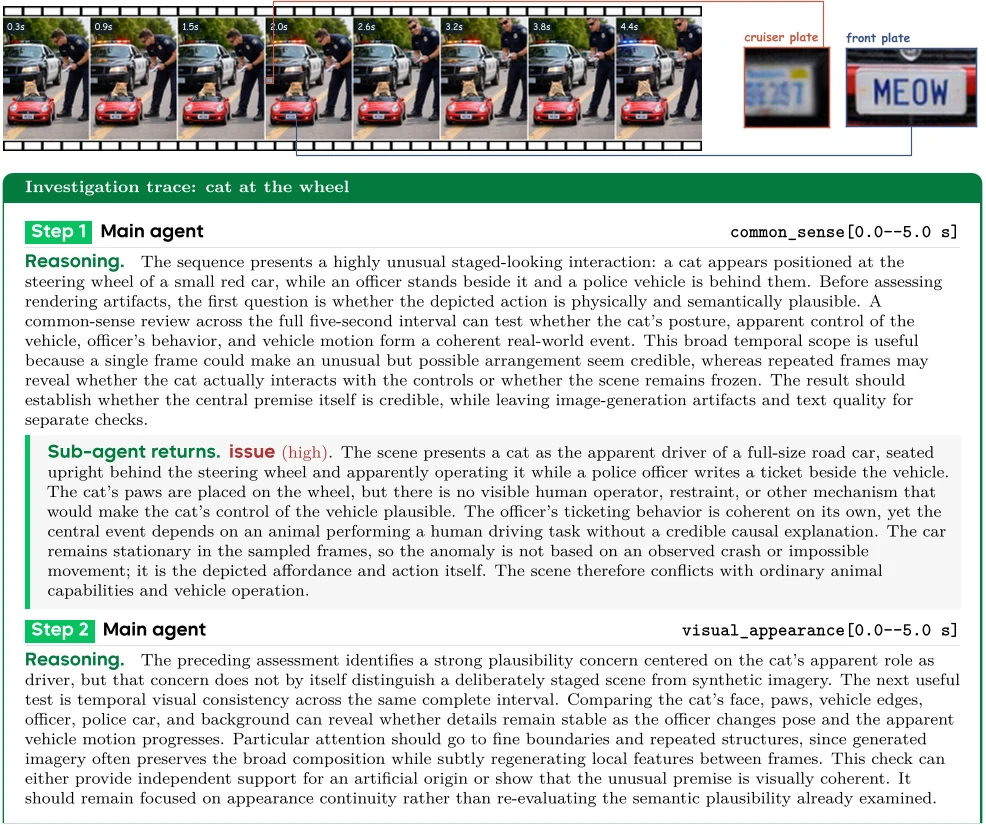 0.3s
0.9s
1.5s
2.0s
2.6s
3.2s
3.8s
4.4s
cruiser plate
front plate
MEOW
Investigation trace: cat at the wheel
Step 1 Main agent
common_sense[0.0--5.0 s]
Reasoning. The sequence presents a highly unusual staged-looking interaction: a cat appears positioned at the
steering wheel of a small red car, while an officer stands beside it and a police vehicle is behind them. Before assessing
rendering artifacts, the first question is whether the depicted action is physically and semantically plausible. A
common-sense review across the full five-second interval can test whether the cat's posture, apparent control of the
vehicle, officer's behavior, and vehicle motion form a coherent real-world event. This broad temporal scope is useful
because a single frame could make an unusual but possible arrangement seem credible, whereas repeated frames may
reveal whether the cat actually interacts with the controls or whether the scene remains frozen. The result should
establish whether the central premise itself is credible, while leaving image-generation artifacts and text quality for
separate checks.
Sub-agent returns. issue (high). The scene presents a cat as the apparent driver of a full-size road car, seated
upright behind the steering wheel and apparently operating it while a police officer writes a ticket beside the vehicle.
The cat's paws are placed on the wheel, but there is no visible human operator, restraint, or other mechanism that
would make the cat's control of the vehicle plausible. The officer's ticketing behavior is coherent on its own, yet the
central event depends on an animal performing a human driving task without a credible causal explanation. The car
remains stationary in the sampled frames, so the anomaly is not based on an observed crash or impossible
movement; it is the depicted affordance and action itself. The scene therefore conflicts with ordinary animal
capabilities and vehicle operation.
Step 2 Main agent
visual_appearance[0.0--5.0 s]
Reasoning. The preceding assessment identifies a strong plausibility concern centered on the cat's apparent role as
driver, but that concern does not by itself distinguish a deliberately staged scene from synthetic imagery. The next useful
test is temporal visual consistency across the same complete interval. Comparing the cat's face, paws, vehicle edges,
officer, police car, and background can reveal whether details remain stable as the officer changes pose and the apparent
vehicle motion progresses. Particular attention should go to fine boundaries and repeated structures, since generated
imagery often preserves the broad composition while subtly regenerating local features between frames. This check can
either provide independent support for an artificial origin or show that the unusual premise is visually coherent. It
should remain focused on appearance continuity rather than re-evaluating the semantic plausibility already examined.